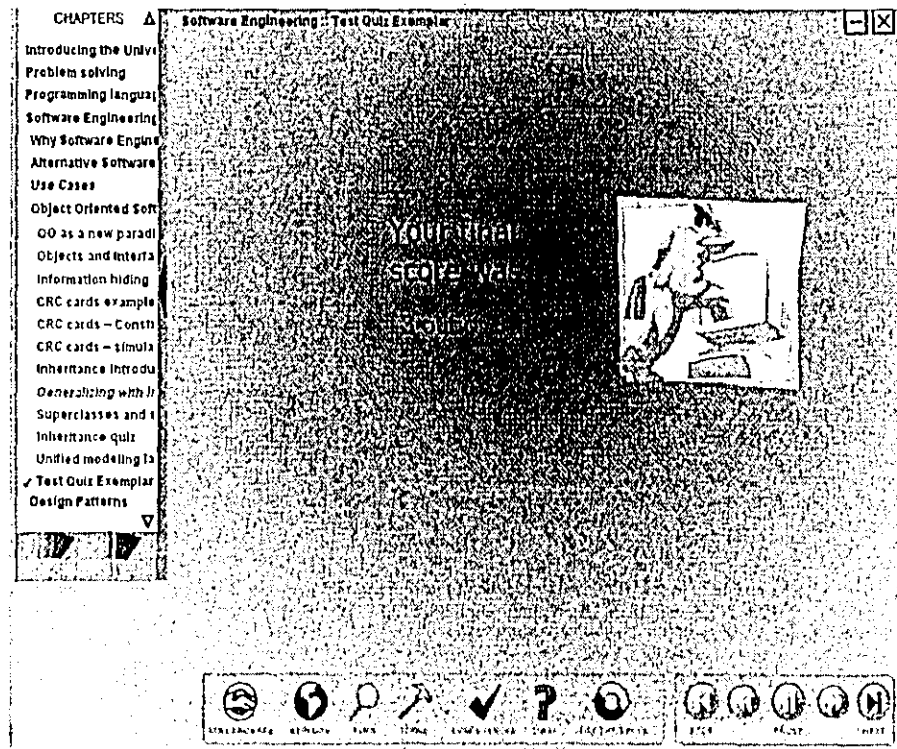 CHAPTERS
Introducing the Unive
Problem solving
Programming languag
Software Engineering
Why Software Engine
Alternative Software
Use Cases
Object Oriented Soft
OO as a new paradi
Objects and Interfa
Information hiding
CRC cards example
CRC cards – Constr
CRC cards – simula
Inheritance Introdu
Generalizing with In
Superclasses and s
Inheritance quiz
Unified modeling la
✓ Test Quiz Exemplar
Design Patterns
Software Engineering :: Test Quiz Exemplar
Your final
score was